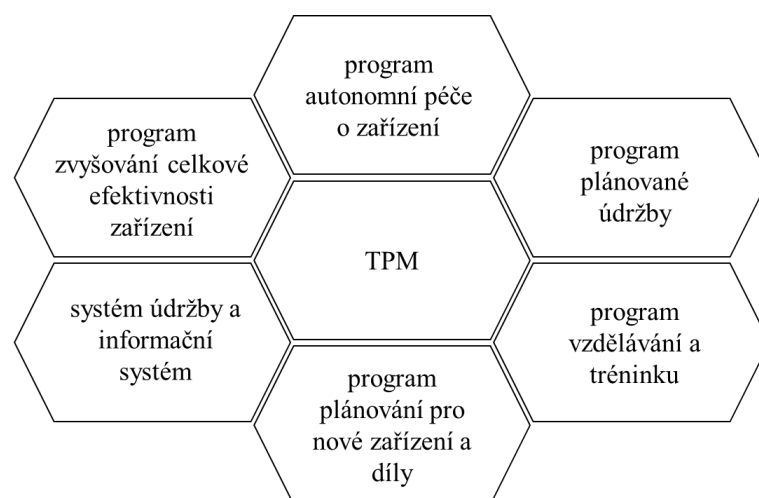 program
autonomní péče
o zařízení
program
zvyšování celkové
efektivnosti
zařízení
program
plánované
údržby
TPM
systém údržby a
informační
systém
program
vzdělávání a
tréninku
program
plánování pro
nové zařízení a
díly